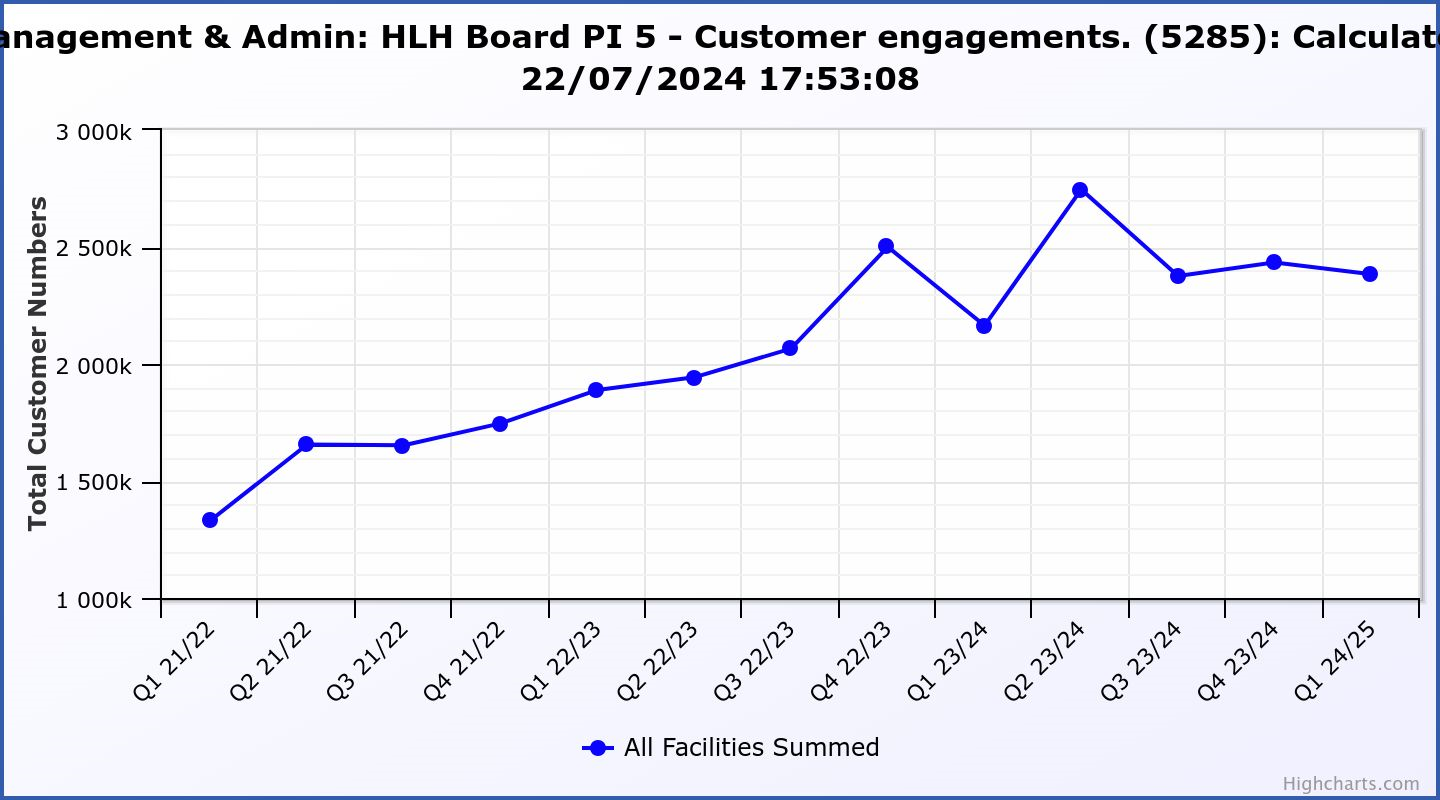 anagement & Admin: HLH Board PI 5 - Customer engagements. (5285): Calculat
22/07/2024 17:53:08
Total Customer Numbers
3 000k
2 500k
2 000k
1 500k
1 000k
Q1 21/22
Q2 21/22
Q3 21/22
Q4 21/22
Q1 22/23
Q2 22/23
Q3 22/23
Q4 22/23
Q1 23/24
Q2 23/24
Q3 23/24
Q4 23/24
Q1 24/25
All Facilities Summed
Highcharts.com